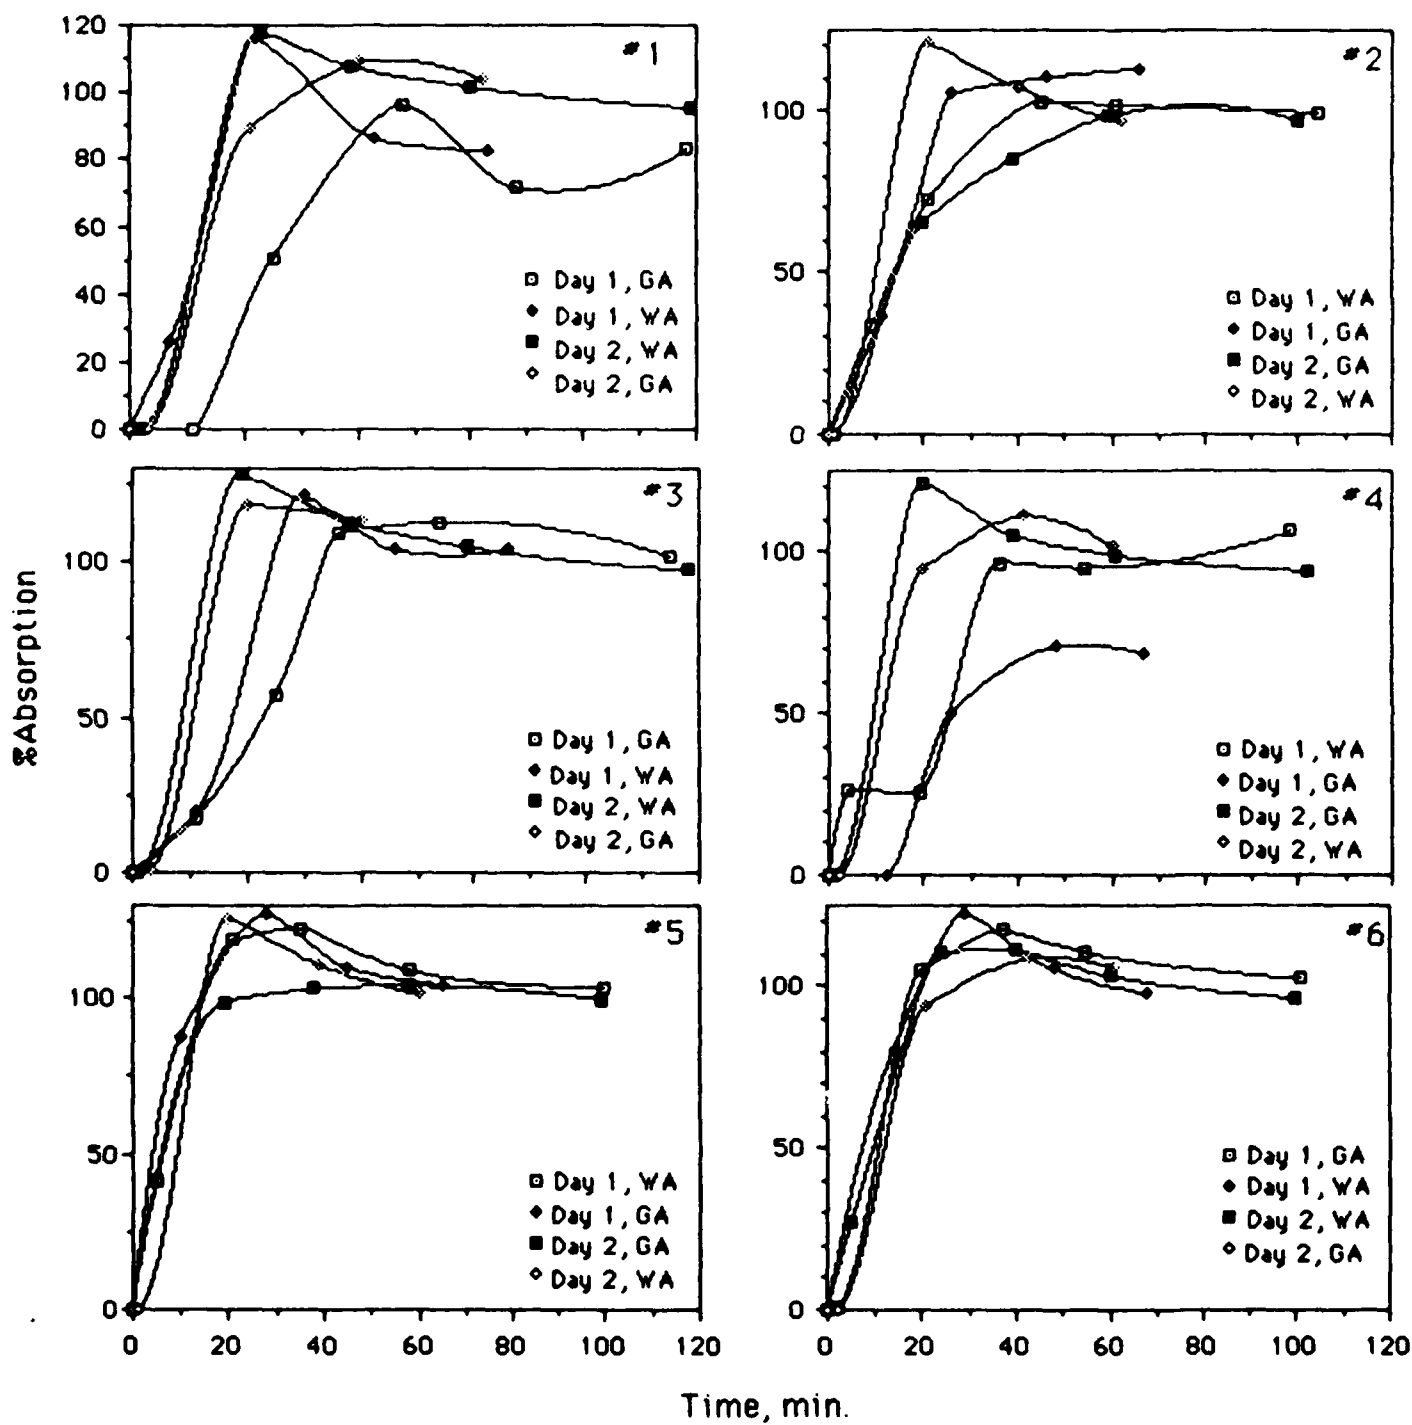 120
100
80
60
40
20
0
#1
Day 1, GA
Day 1, WA
Day 2, WA
Day 2, GA
100
50
0
#2
Day 1, WA
Day 1, GA
Day 2, GA
Day 2, WA
%Absorption
100
50
0
#3
Day 1, GA
Day 1, WA
Day 2, WA
Day 2, GA
100
50
0
#4
Day 1, WA
Day 1, GA
Day 2, GA
Day 2, WA
100
50
0
#5
Day 1, WA
Day 1, GA
Day 2, GA
Day 2, WA
0 20 40 60 80 100 120
100
50
0
#6
Day 1, GA
Day 1, WA
Day 2, WA
Day 2, GA
0 20 40 60 80 100 120
Time, min.